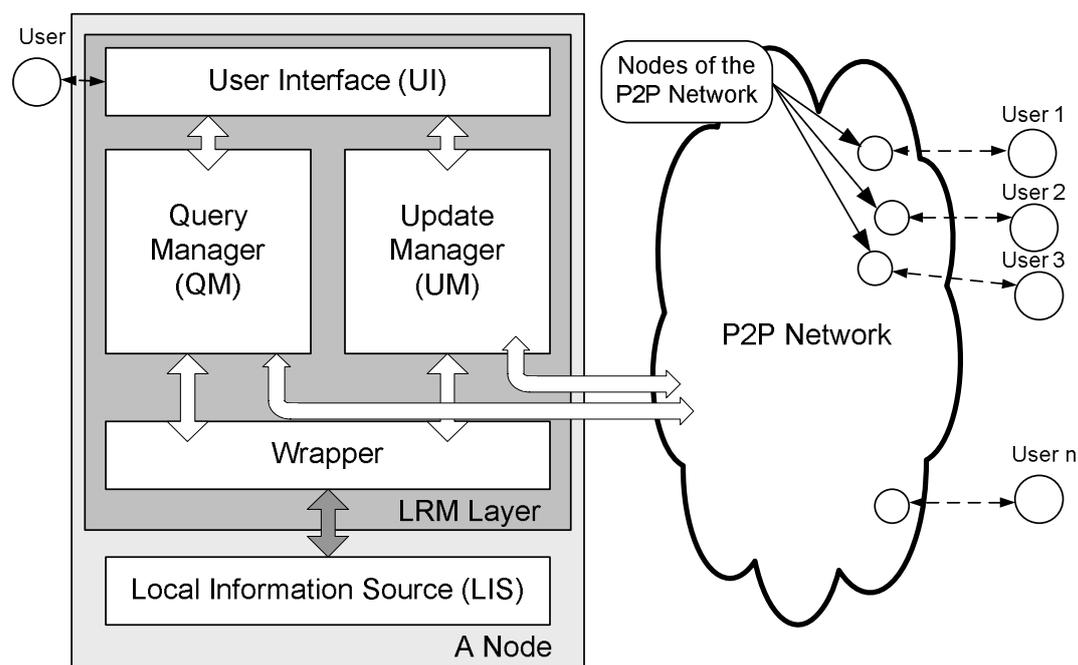 User
User Interface (UI)
Query
Manager
(QM)
Update
Manager
(UM)
Wrapper
LRM Layer
Local Information Source (LIS)
A Node
Nodes of the
P2P Network
P2P Network
User 1
User 2
User 3
User n